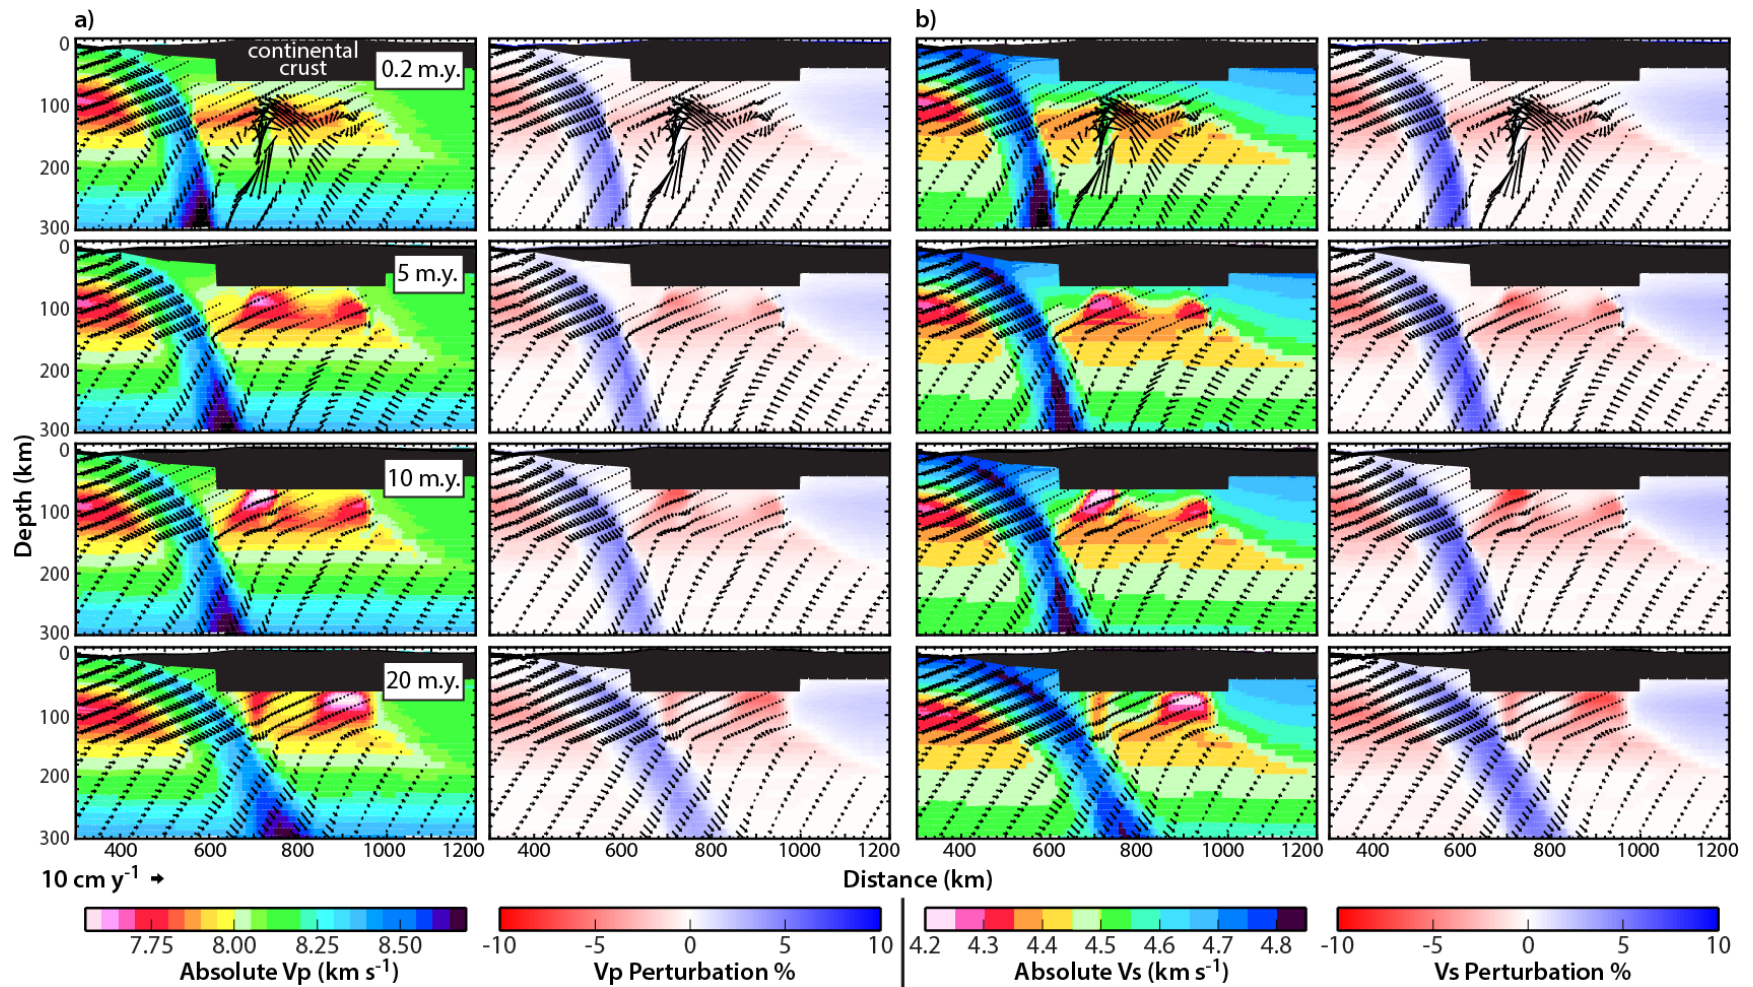 a)
b)
continental
crust
0.2 m.y.
0
100
200
300
5 m.y.
0
100
200
300
10 m.y.
0
100
200
300
20 m.y.
0
100
200
300
Depth (km)
400 600 800 1000 1200
400 600 800 1000 1200
400 600 800 1000 1200
400 600 800 1000 1200
10 cm y-1
Distance (km)
7.75 8.00 8.25 8.50
Absolute Vp (km s-1)
-10 -5 0 5 10
Vp Perturbation %
4.2 4.3 4.4 4.5 4.6 4.7 4.8
Absolute Vs (km s-1)
-10 -5 0 5 10
Vs Perturbation %